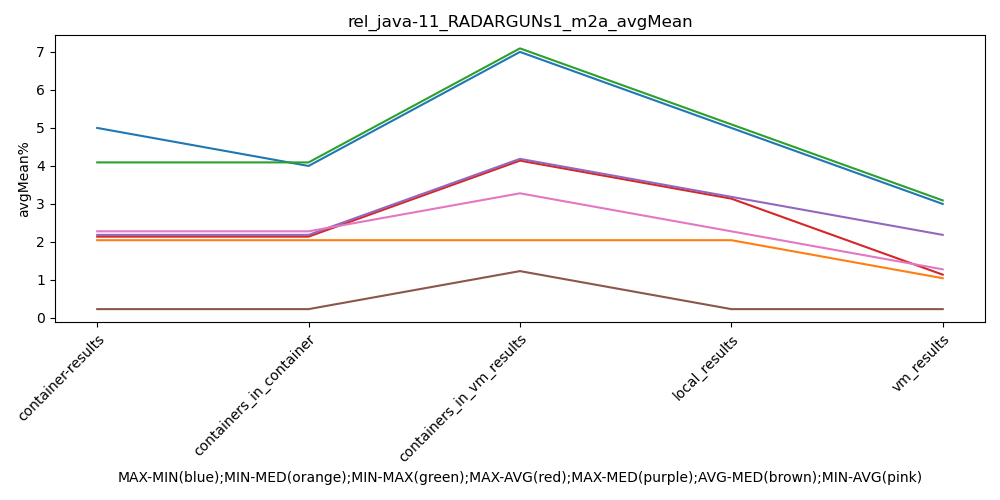 rel_java-11_RADARGUNs1_m2a_avgMean
avgMean%
7
6
5
4
3
2
1
0
container-results
containers_in_container
containers_in_vm_results
local_results
vm_results
MAX-MIN(blue);MIN-MED(orange);MIN-MAX(green);MAX-AVG(red);MAX-MED(purple);AVG-MED(brown);MIN-AVG(pink)